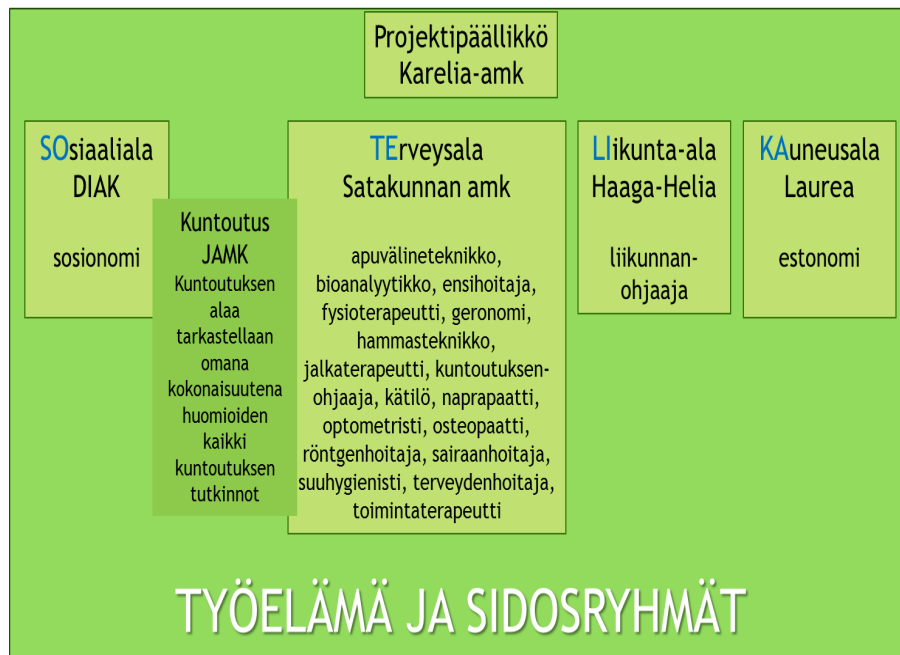 Projektipäällikkö
Karelia-amk
SOsiaaliala
DIAK
sosionomi
Kuntoutus
JAMK
Kuntoutuksen
alaa
tarkastellaan
omana
kokonaisuutena
huomioiden
kaikki
kuntoutuksen
tutkinnot
TErveysala
Satakunnan amk
apuvälineteknikko,
bioanalyytikko, ensihoitaja,
fysioterapeutti, geronomi,
hammasteknikko,
jalkaterapeutti, kuntoutuksen-
ohjaaja, kätilö, naprapaatti,
optometristi, osteopaatti,
röntgenhoitaja, sairaanhoitaja,
suuhygienisti, terveydenhoitaja,
toimintaterapeutti
LIikunta-ala
Haaga-Helia
liikunnan-
ohjaaja
KAuneusala
Laurea
estonomi
TYÖELÄMÄ JA SIDOSRYHMÄT